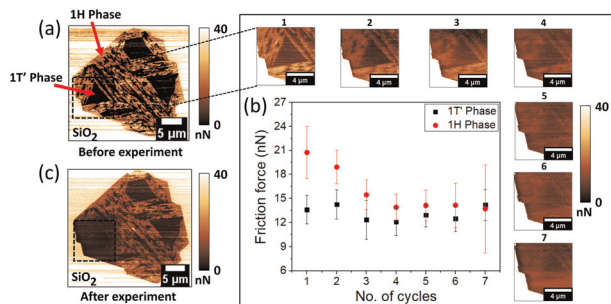 (a)
1H Phase
1T' Phase
SiO2
5 µm
40
0
nN
Before experiment
(c)
SiO2
5 µm
40
0
nN
After experiment
1
4 µm
2
4 µm
3
4 µm
4
4 µm
(b)
1T' Phase
1H Phase
Friction force (nN)
27
24
21
18
15
12
9
6
1 2 3 4 5 6 7
No. of cycles
5
4 µm
6
4 µm
7
4 µm
40
0
nN